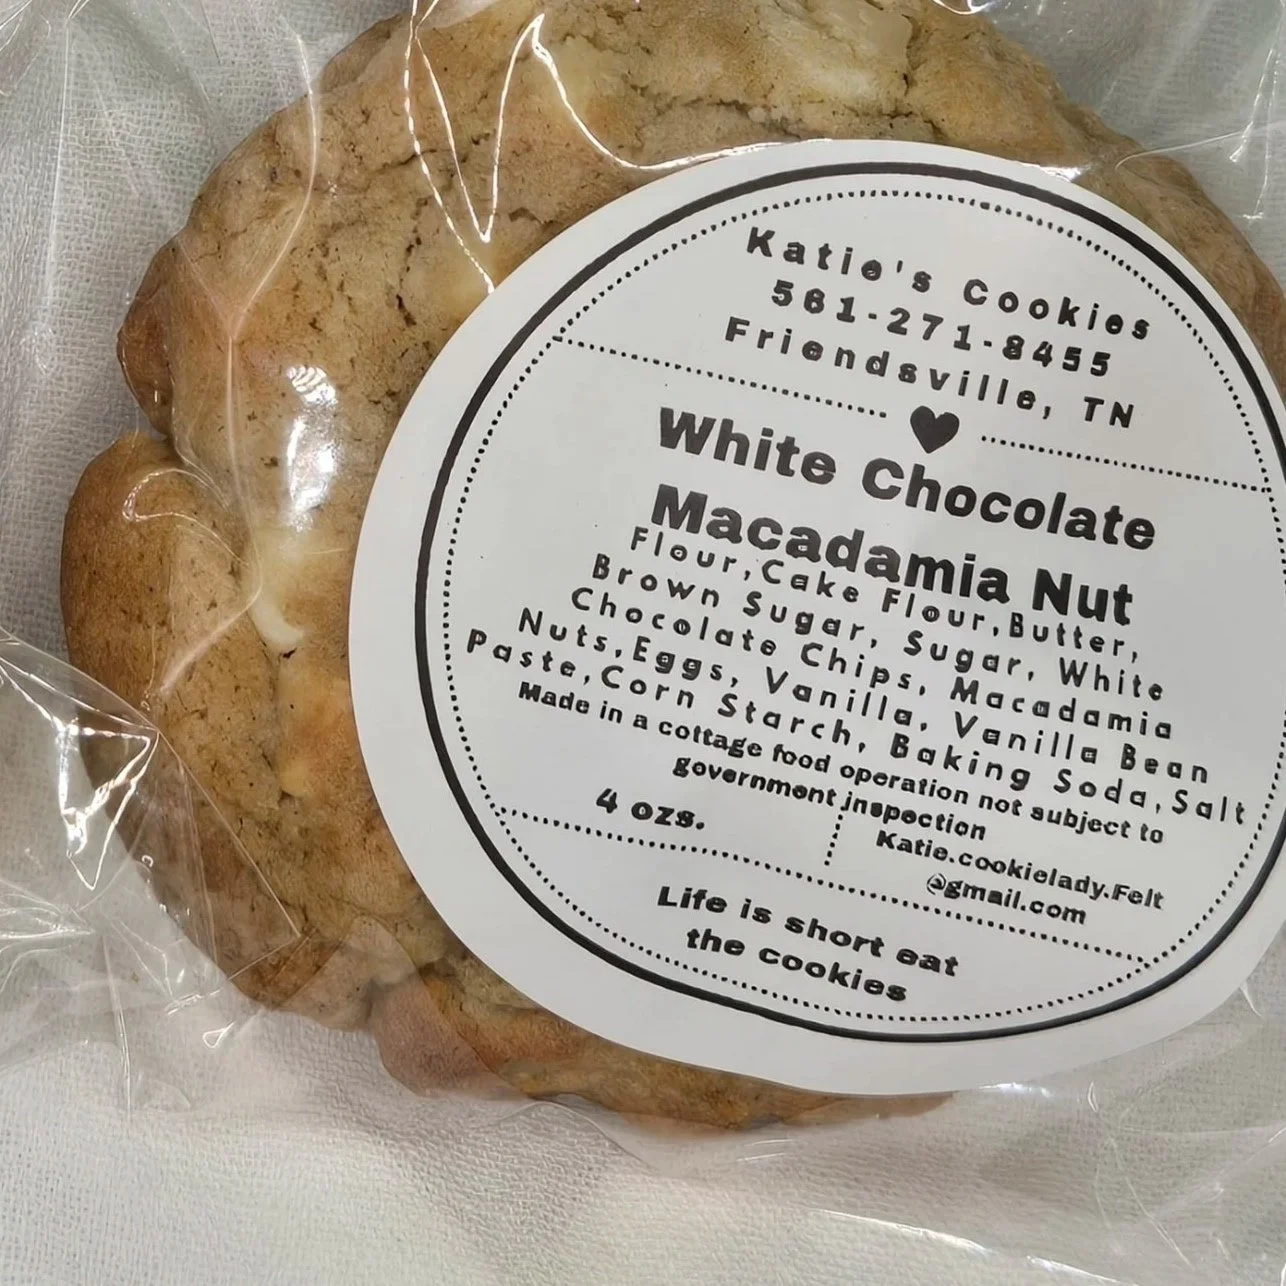 Katie's Cookies
561-271-8455
Friendsville, TN
White Chocolate
Macadamia Nut
Flour,Cake Flour,Butter,
Brown Sugar, Sugar, White
Chocolate Chips, Macadamia
Nuts,Eggs, Vanilla, Vanilla Bean
Paste,Corn Starch, Baking Soda,Salt
Made in a cottage food operation not subject to
government inspection
4 ozs.
Katie.cookielady.Felt
@gmail.com
Life is short eat
the cookies